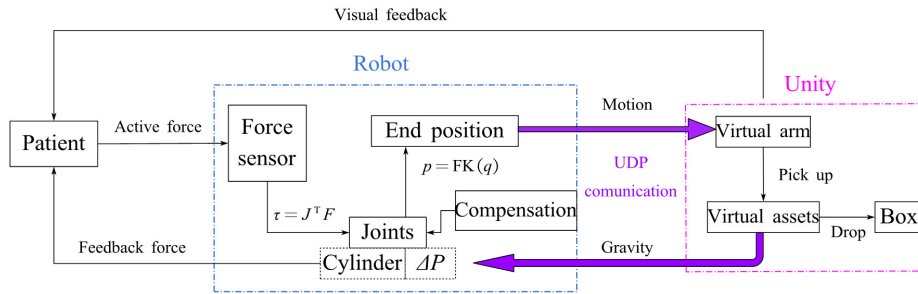 Visual feedback
Robot
Unity
Patient
Active force
Force
sensor
End position
Motion
Virtual arm
p=FK(q)
UDP
comunication
Pick up
τ=JᵀF
Compensation
Joints
Virtual assets
Box
Drop
Feedback force
Cylinder
ΔP
Gravity